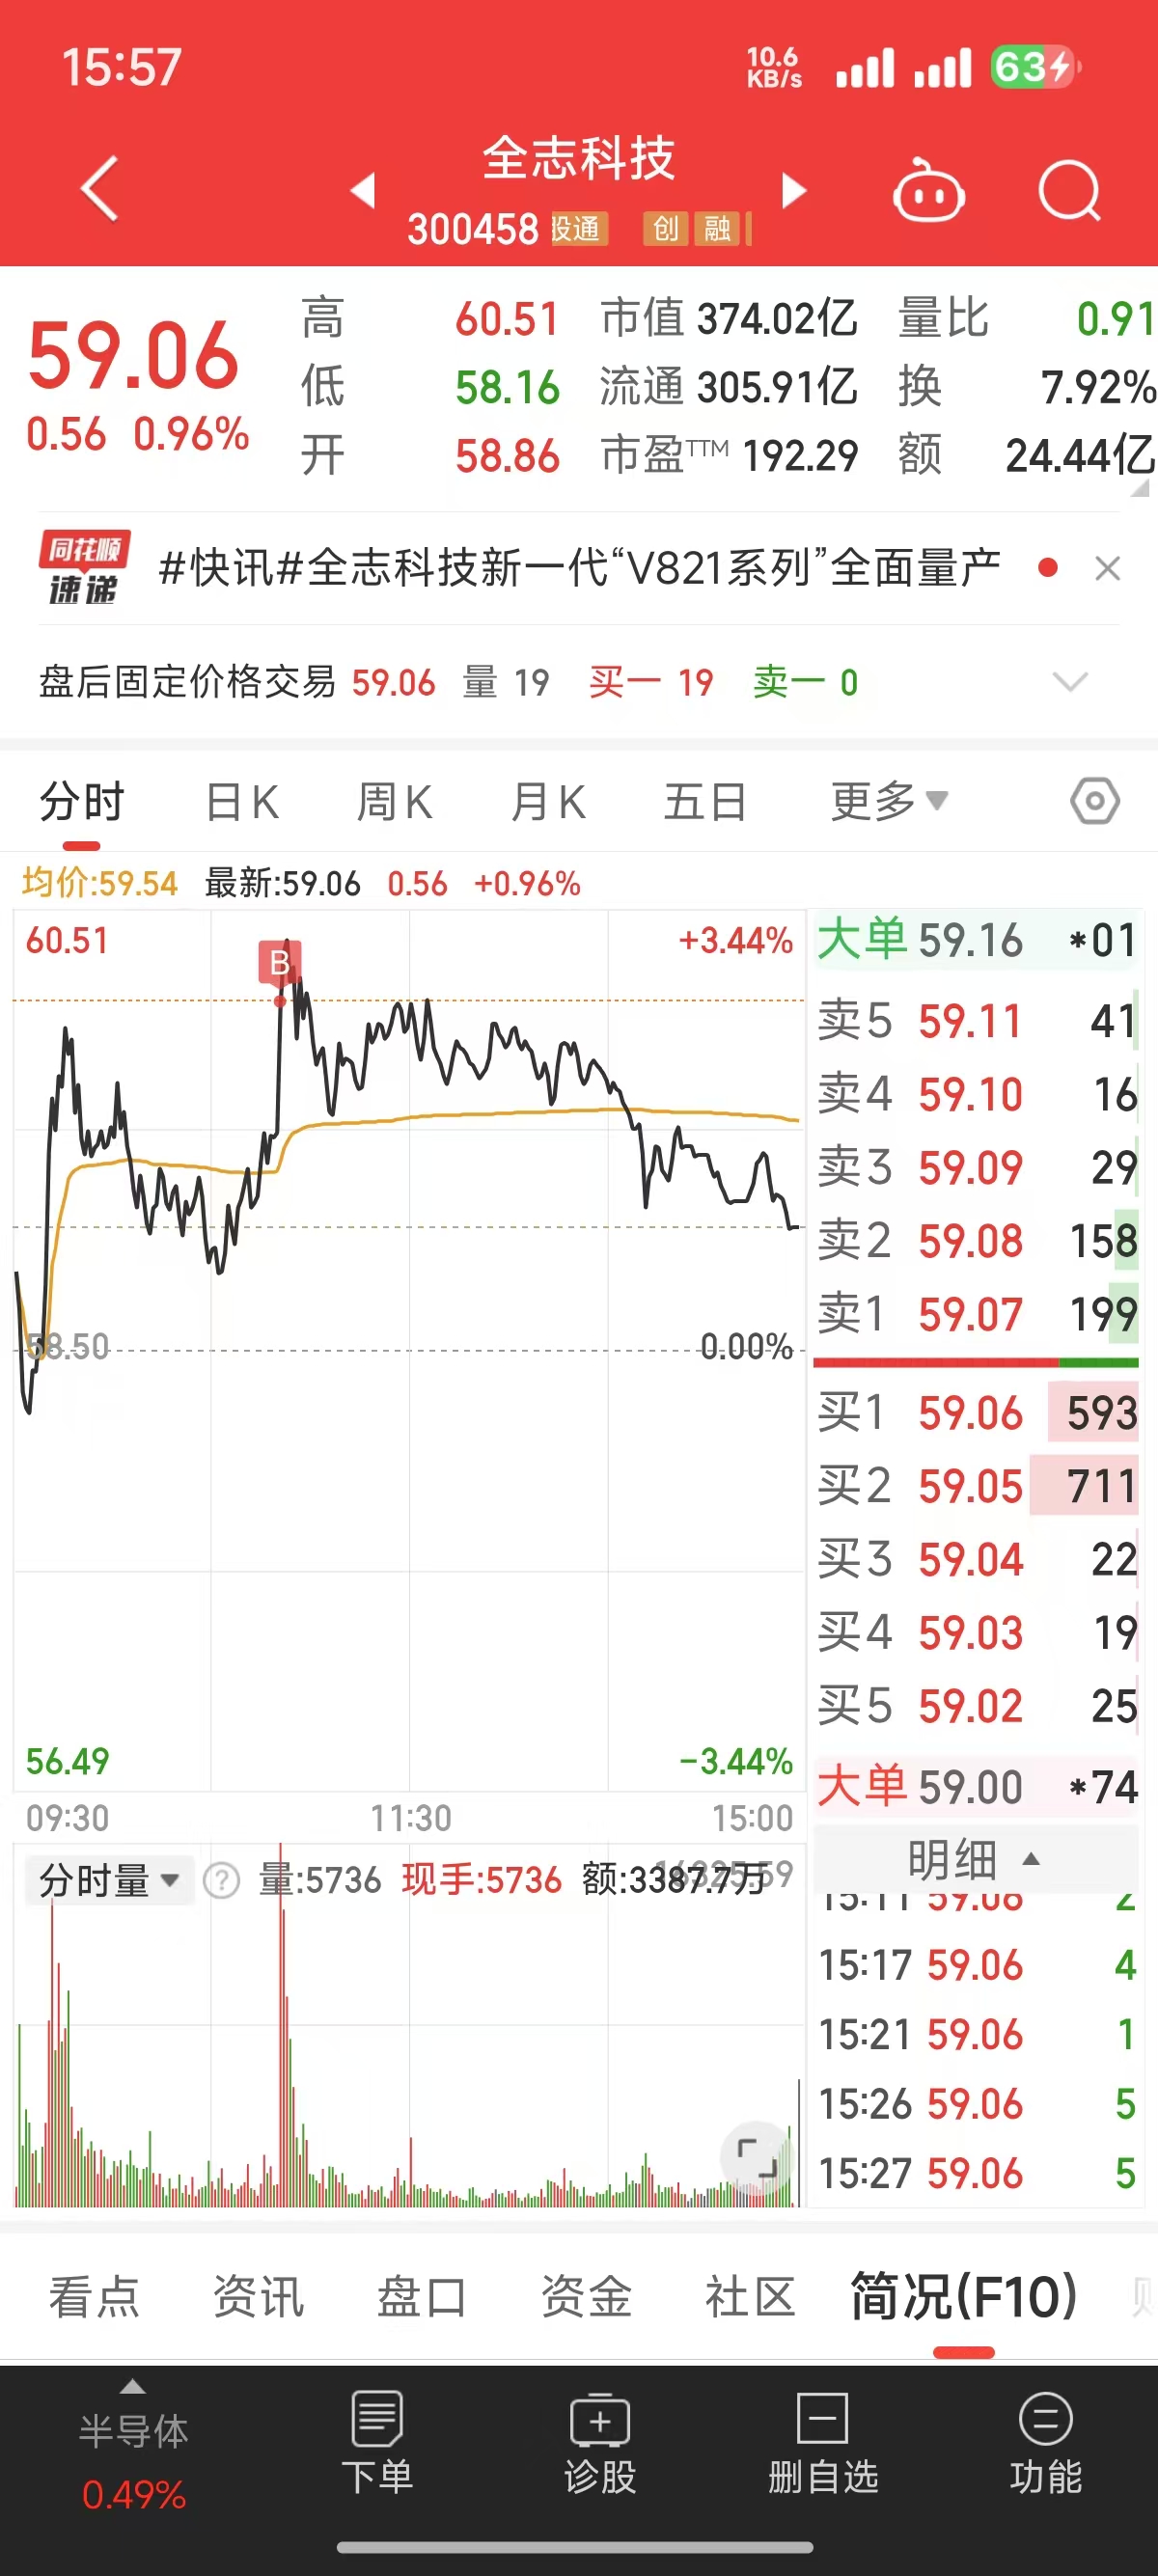 15:57
10.6 KB/s
63
全志科技
300458 股通 创 融
59.06
0.56 0.96%
高 60.51 市值 374.02亿 量比 0.91
低 58.16 流通 305.91亿 换 7.92%
开 58.86 市盈TTM 192.29 额 24.44亿
同花顺
速递
#快讯#全志科技新一代“V821系列”全面量产
盘后固定价格交易 59.06 量 19 买一 19 卖一 0
分时 日K 周K 月K 五日 更多
均价:59.54 最新:59.06 0.56 +0.96%
60.51 +3.44%
B
58.50 0.00%
56.49 -3.44%
09:30 11:30 15:00
大单 59.16 *01
卖5 59.11 41
卖4 59.10 16
卖3 59.09 29
卖2 59.08 158
卖1 59.07 199
买1 59.06 593
买2 59.05 711
买3 59.04 22
买4 59.03 19
买5 59.02 25
大单 59.00 *74
明细
分时量 ? 量:5736 现手:5736 额:3387.7万
15:11 59.06 2
15:17 59.06 4
15:21 59.06 1
15:26 59.06 5
15:27 59.06 5
看点 资讯 盘口 资金 社区 简况(F10)
半导体
0.49%
下单 诊股 删自选 功能